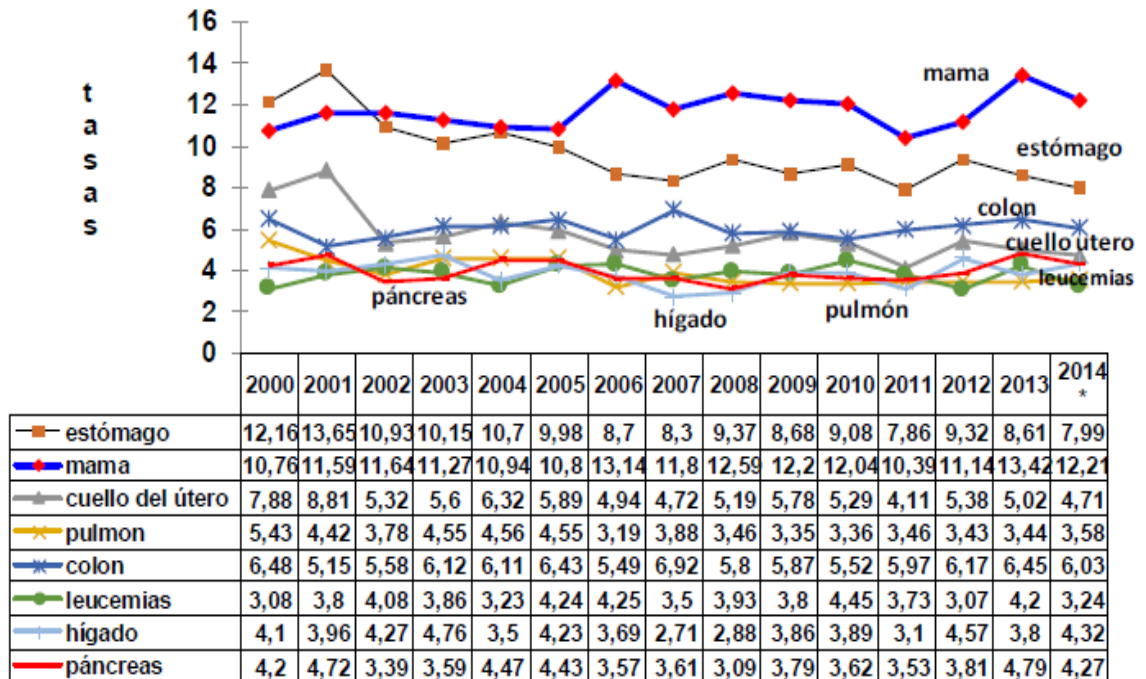 16
14
12
10
8
6
4
2
0
tasas
mama
estómago
colon
cuello útero
leucemias
páncreas
hígado
pulmón
2000 2001 2002 2003 2004 2005 2006 2007 2008 2009 2010 2011 2012 2013 2014 *
estómago 12,16 13,65 10,93 10,15 10,7 9,98 8,7 8,3 9,37 8,68 9,08 7,86 9,32 8,61 7,99
mama 10,76 11,59 11,64 11,27 10,94 10,8 13,14 11,8 12,59 12,2 12,04 10,39 11,14 13,42 12,21
cuello del útero 7,88 8,81 5,32 5,6 6,32 5,89 4,94 4,72 5,19 5,78 5,29 4,11 5,38 5,02 4,71
pulmon 5,43 4,42 3,78 4,55 4,56 4,55 3,19 3,88 3,46 3,35 3,36 3,46 3,43 3,44 3,58
colon 6,48 5,15 5,58 6,12 6,11 6,43 5,49 6,92 5,8 5,87 5,52 5,97 6,17 6,45 6,03
leucemias 3,08 3,8 4,08 3,86 3,23 4,24 4,25 3,5 3,93 3,8 4,45 3,73 3,07 4,2 3,24
hígado 4,1 3,96 4,27 4,76 3,5 4,23 3,69 2,71 2,88 3,86 3,89 3,1 4,57 3,8 4,32
páncreas 4,2 4,72 3,39 3,59 4,47 4,43 3,57 3,61 3,09 3,79 3,62 3,53 3,81 4,79 4,27